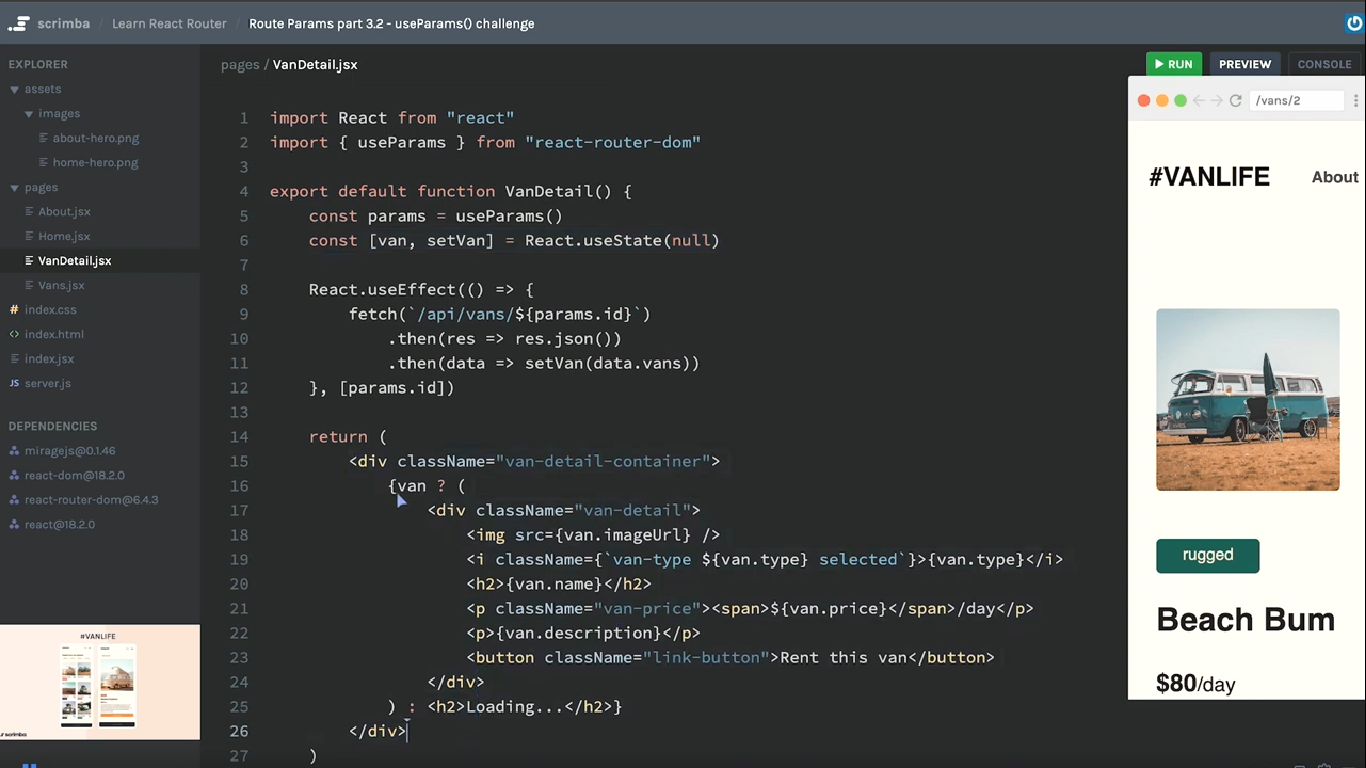 scrimba / Learn React Router / Route Params part 3.2 - useParams() challenge
EXPLORER
assets
images
about-hero.png
home-hero.png
pages
About.jsx
Home.jsx
VanDetail.jsx
Vans.jsx
# index.css
<> index.html
index.jsx
JS server.js
DEPENDENCIES
miragejs@0.1.46
react-dom@18.2.0
react-router-dom@6.4.3
react@18.2.0
#VANLIFE
scrimba
pages / VanDetail.jsx
1 import React from "react"
2 import { useParams } from "react-router-dom"
3
4 export default function VanDetail() {
5 const params = useParams()
6 const [van, setVan] = React.useState(null)
7
8 React.useEffect(() => {
9 fetch(`/api/vans/${params.id}`)
10 .then(res => res.json())
11 .then(data => setVan(data.vans))
12 }, [params.id])
13
14 return (
15 <div className="van-detail-container">
16 {van ? (
17 <div className="van-detail">
18 <img src={van.imageUrl} />
19 <i className={`van-type ${van.type} selected`}>{van.type}</i>
20 <h2>{van.name}</h2>
21 <p className="van-price"><span>${van.price}</span>/day</p>
22 <p>{van.description}</p>
23 <button className="link-button">Rent this van</button>
24 </div>
25 ) : <h2>Loading...</h2>}
26 </div>
27 )
RUN PREVIEW CONSOLE
/vans/2
#VANLIFE About
rugged
Beach Bum
$80/day